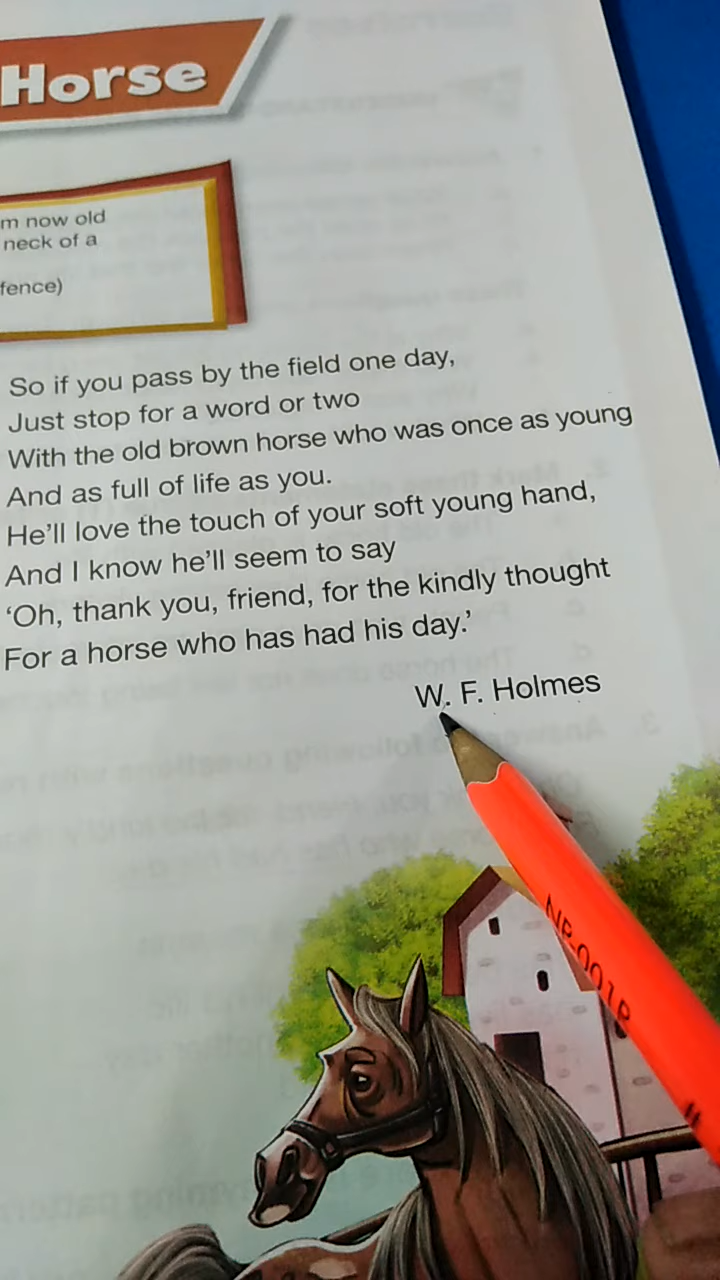 Horse
m now old
neck of a
fence)
So if you pass by the field one day,
Just stop for a word or two
With the old brown horse who was once as young
And as full of life as you.
He'll love the touch of your soft young hand,
And I know he'll seem to say
‘Oh, thank you, friend, for the kindly thought
For a horse who has had his day.’
W. F. Holmes